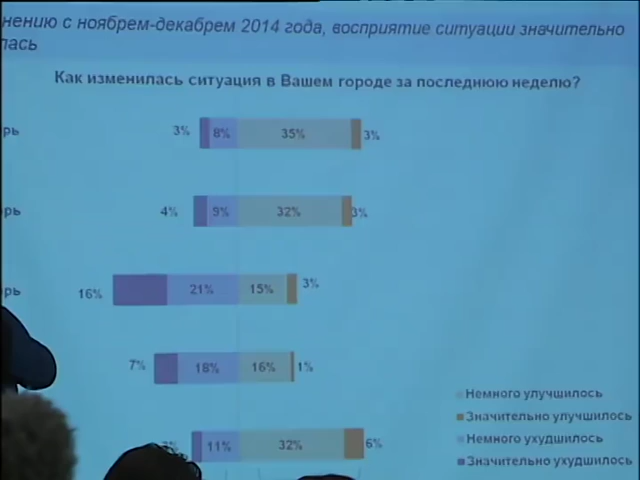 нению с ноябрем-декабрем 2014 года, восприятие ситуации значительно
лась
Как изменилась ситуация в Вашем городе за последнюю неделю?
рь 3% 8% 35% 3%
рь 4% 9% 32% 3%
рь 16% 21% 15% 3%
7% 18% 16% 1%
11% 32% 6%
Немного улучшилось
Значительно улучшилось
Немного ухудшилось
Значительно ухудшилось